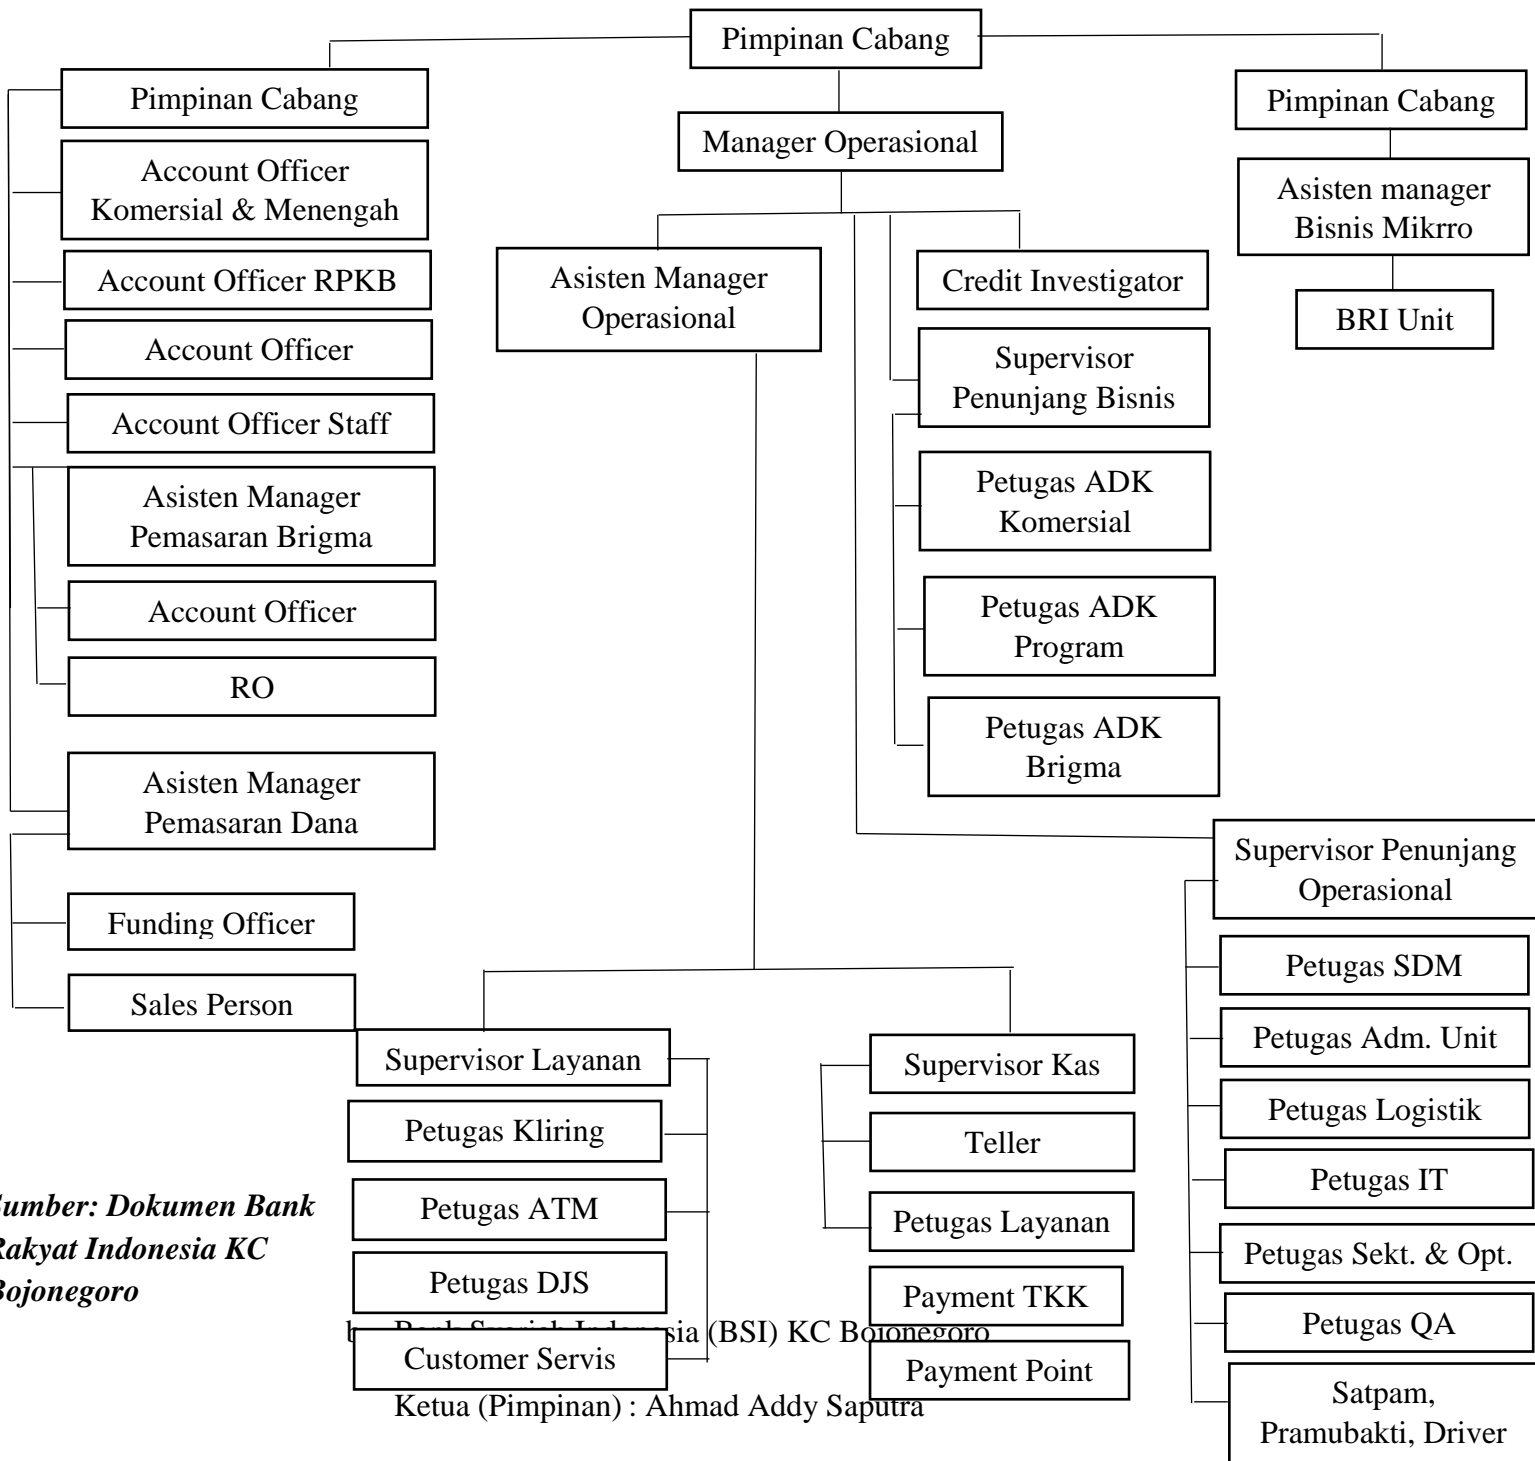 Pimpinan Cabang
Pimpinan Cabang
Account Officer
Komersial & Menengah
Account Officer RPKB
Account Officer
Account Officer Staff
Asisten Manager
Pemasaran Brigma
Account Officer
RO
Asisten Manager
Pemasaran Dana
Funding Officer
Sales Person
Manager Operasional
Asisten Manager
Operasional
Credit Investigator
Supervisor
Penunjang Bisnis
Petugas ADK
Komersial
Petugas ADK
Program
Petugas ADK
Brigma
Pimpinan Cabang
Asisten manager
Bisnis Mikrro
BRI Unit
Supervisor Penunjang
Operasional
Petugas SDM
Petugas Adm. Unit
Petugas Logistik
Petugas IT
Petugas Sekt. & Opt.
Petugas QA
Satpam,
Pramubakti, Driver
Supervisor Layanan
Petugas Kliring
Petugas ATM
Petugas DJS
Customer Servis
Supervisor Kas
Teller
Petugas Layanan
Payment TKK
Payment Point
Sumber: Dokumen Bank
Rakyat Indonesia KC
Bojonegoro
Bank Syariah Indonesia (BSI) KC Bojonegoro
Ketua (Pimpinan) : Ahmad Addy Saputra